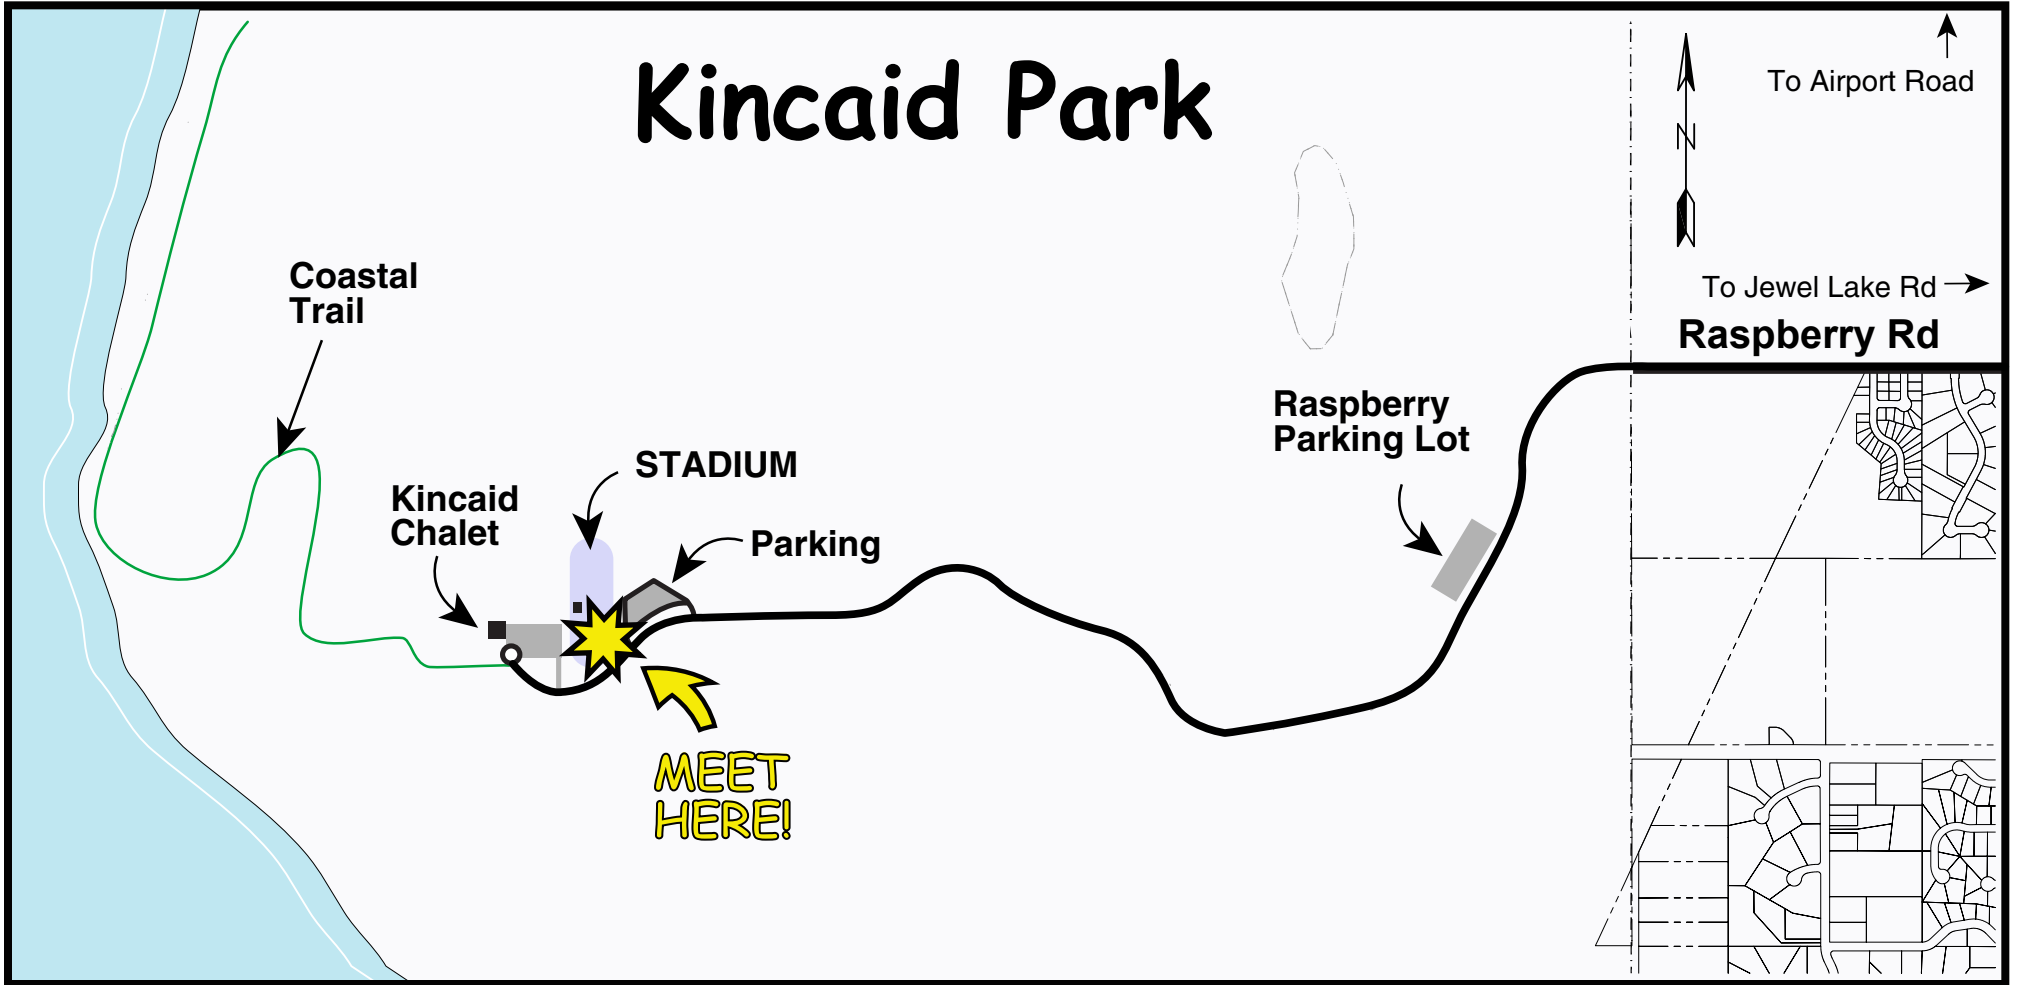 Kincaid Park
To Airport Road
N
To Jewel Lake Rd
Raspberry Rd
Coastal
Trail
Raspberry
Parking Lot
STADIUM
Kincaid
Chalet
Parking
MEET
HERE!